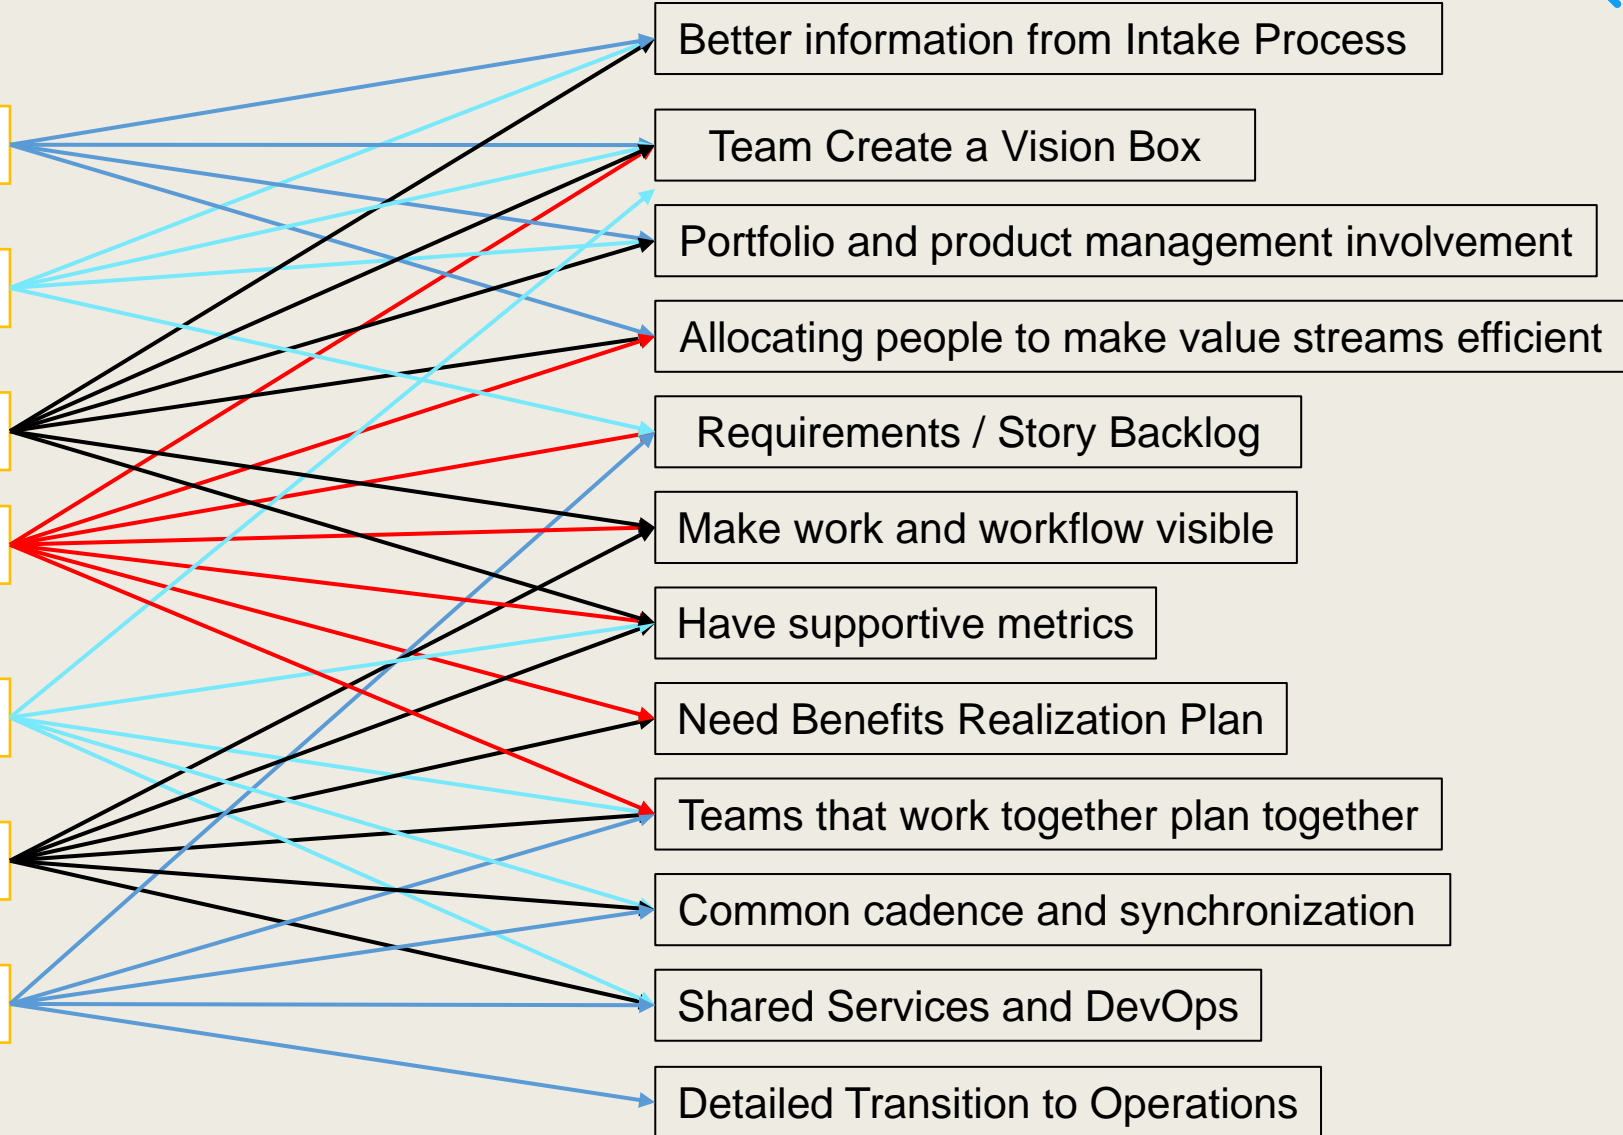 Better information from Intake Process
Team Create a Vision Box
Portfolio and product management involvement
Allocating people to make value streams efficient
Requirements / Story Backlog
Make work and workflow visible
Have supportive metrics
Need Benefits Realization Plan
Teams that work together plan together
Common cadence and synchronization
Shared Services and DevOps
Detailed Transition to Operations